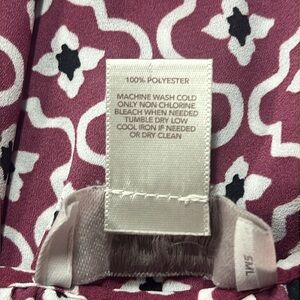 100% POLYESTER
MACHINE WASH COLD
ONLY NON CHLORINE
BLEACH WHEN NEEDED
TUMBLE DRY LOW
COOL IRON IF NEEDED
OR DRY CLEAN
SML